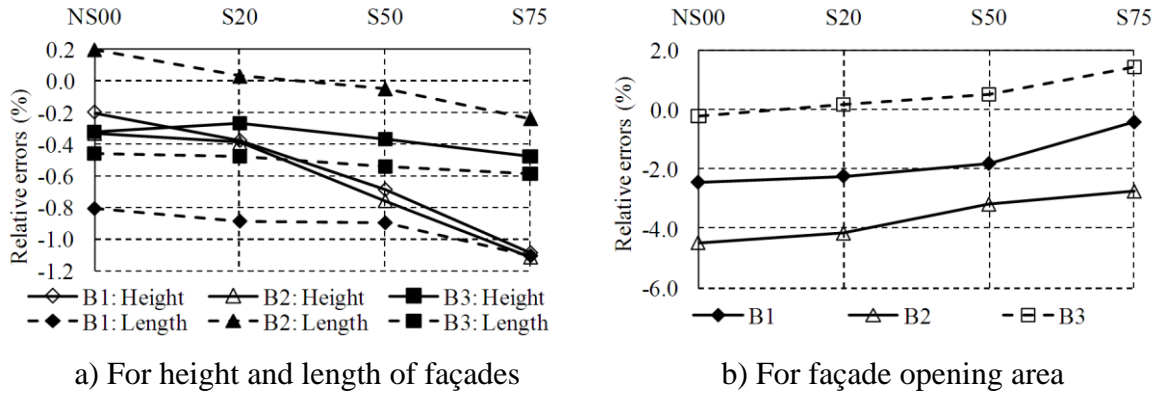 NS00 S20 S50 S75
Relative errors (%)
0.2
0.0
-0.2
-0.4
-0.6
-0.8
-1.0
-1.2
B1: Height B2: Height B3: Height
B1: Length B2: Length B3: Length
a) For height and length of façades
NS00 S20 S50 S75
Relative errors (%)
2.0
0.0
-2.0
-4.0
-6.0
B1 B2 B3
b) For façade opening area